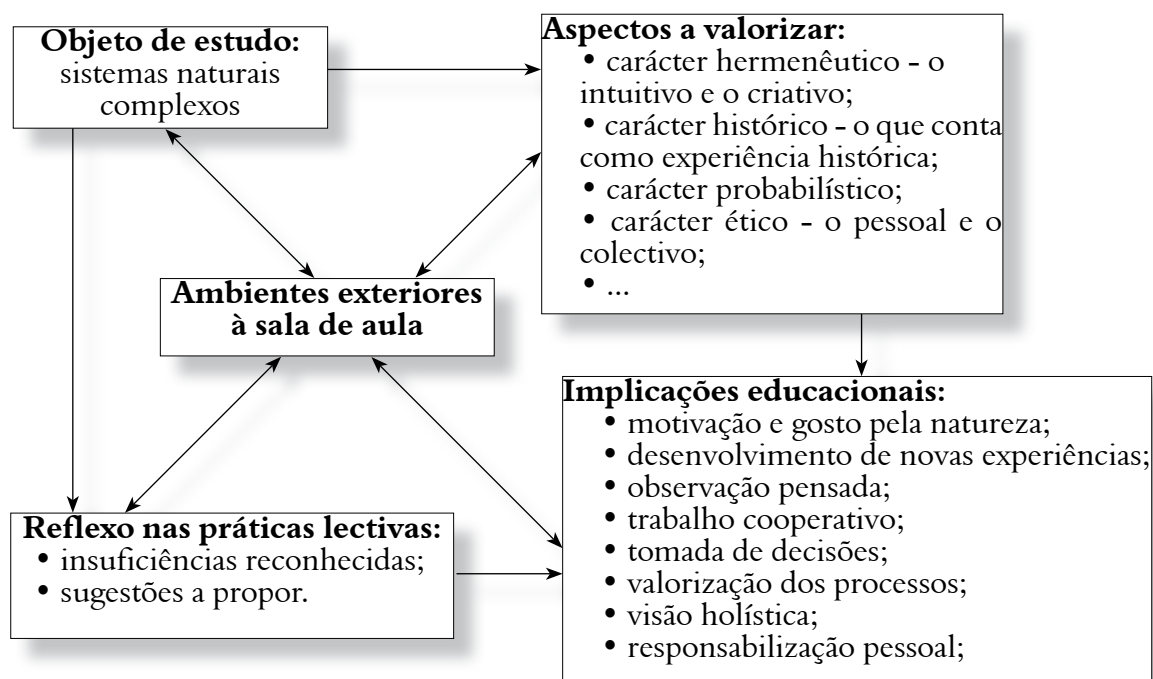 Objeto de estudo:
sistemas naturais
complexos
Aspectos a valorizar:
• carácter hermenêutico - o
intuitivo e o criativo;
• carácter histórico - o que conta
como experiência histórica;
• carácter probabilístico;
• carácter ético - o pessoal e o
colectivo;
• ...
Ambientes exteriores
à sala de aula
Reflexo nas práticas lectivas:
• insuficiências reconhecidas;
• sugestões a propor.
Implicações educacionais:
• motivação e gosto pela natureza;
• desenvolvimento de novas experiências;
• observação pensada;
• trabalho cooperativo;
• tomada de decisões;
• valorização dos processos;
• visão holística;
• responsabilização pessoal;